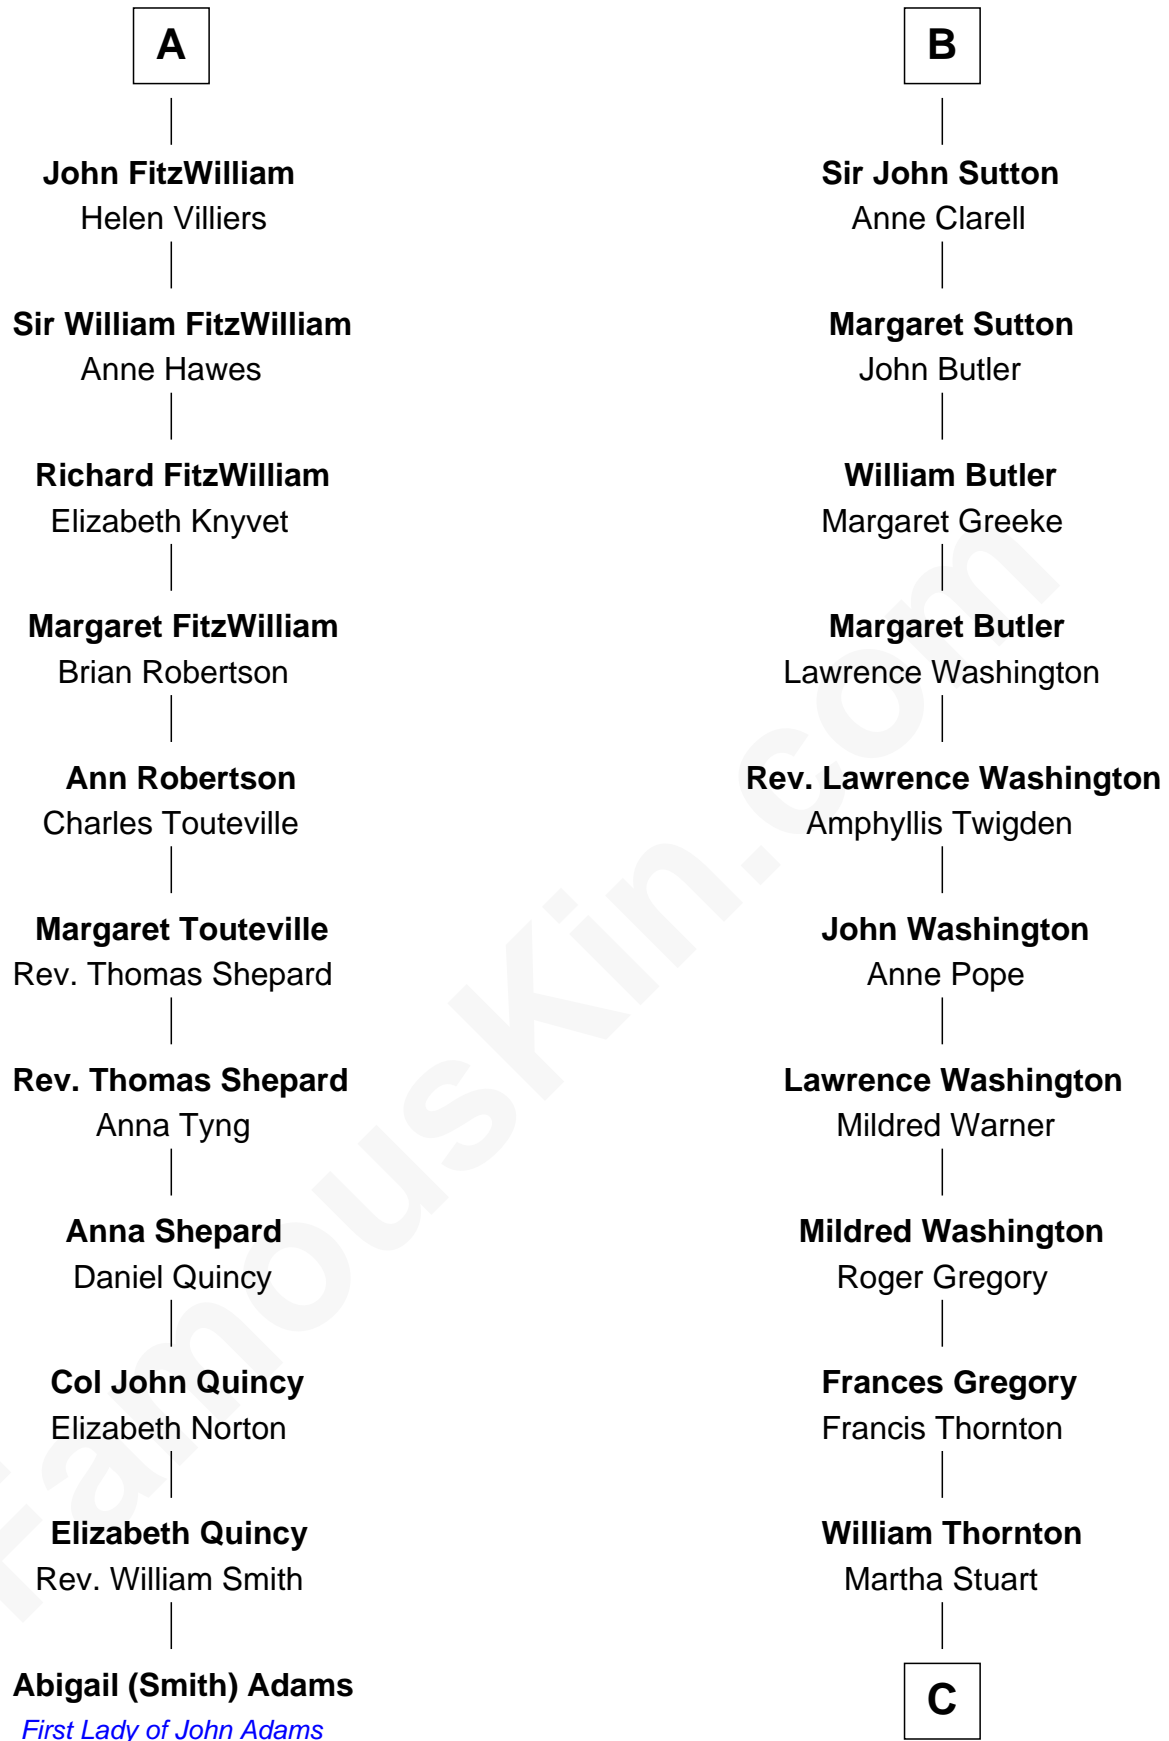 A
John FitzWilliam
Helen Villiers
Sir William FitzWilliam
Anne Hawes
Richard FitzWilliam
Elizabeth Knyvet
Margaret FitzWilliam
Brian Robertson
Ann Robertson
Charles Touteville
Margaret Touteville
Rev. Thomas Shepard
Rev. Thomas Shepard
Anna Tyng
Anna Shepard
Daniel Quincy
Col John Quincy
Elizabeth Norton
Elizabeth Quincy
Rev. William Smith
Abigail (Smith) Adams
First Lady of John Adams
B
Sir John Sutton
Anne Clarell
Margaret Sutton
John Butler
William Butler
Margaret Greeke
Margaret Butler
Lawrence Washington
Rev. Lawrence Washington
Amphyllis Twigden
John Washington
Anne Pope
Lawrence Washington
Mildred Warner
Mildred Washington
Roger Gregory
Frances Gregory
Francis Thornton
William Thornton
Martha Stuart
C
FamousKin.com